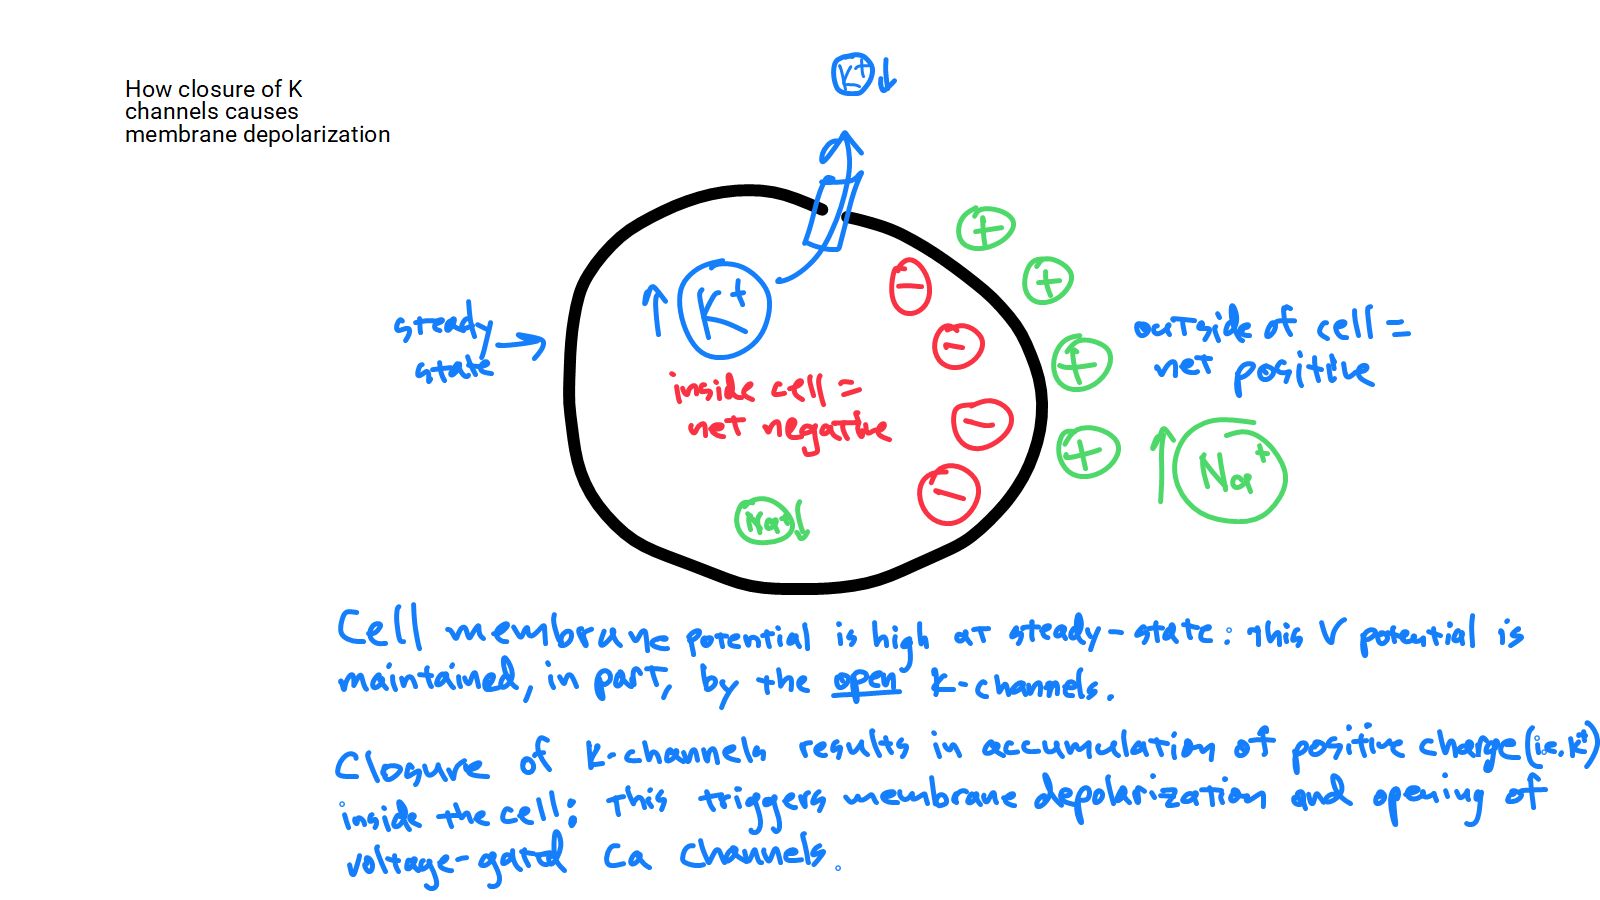 How closure of K
channels causes
membrane depolarization
K+↓
↑ K+
steady →
state
inside cell =
net negative
outside of cell =
net positive
↑ Na+
Na+↓
+
+
+
+
−
−
−
−
Cell membrane potential is high at steady-state: this V potential is
maintained, in part, by the open K-channels.
Closure of K-channels results in accumulation of positive charge (i.e. K+)
inside the cell: This triggers membrane depolarization and opening of
voltage-gated Ca channels.